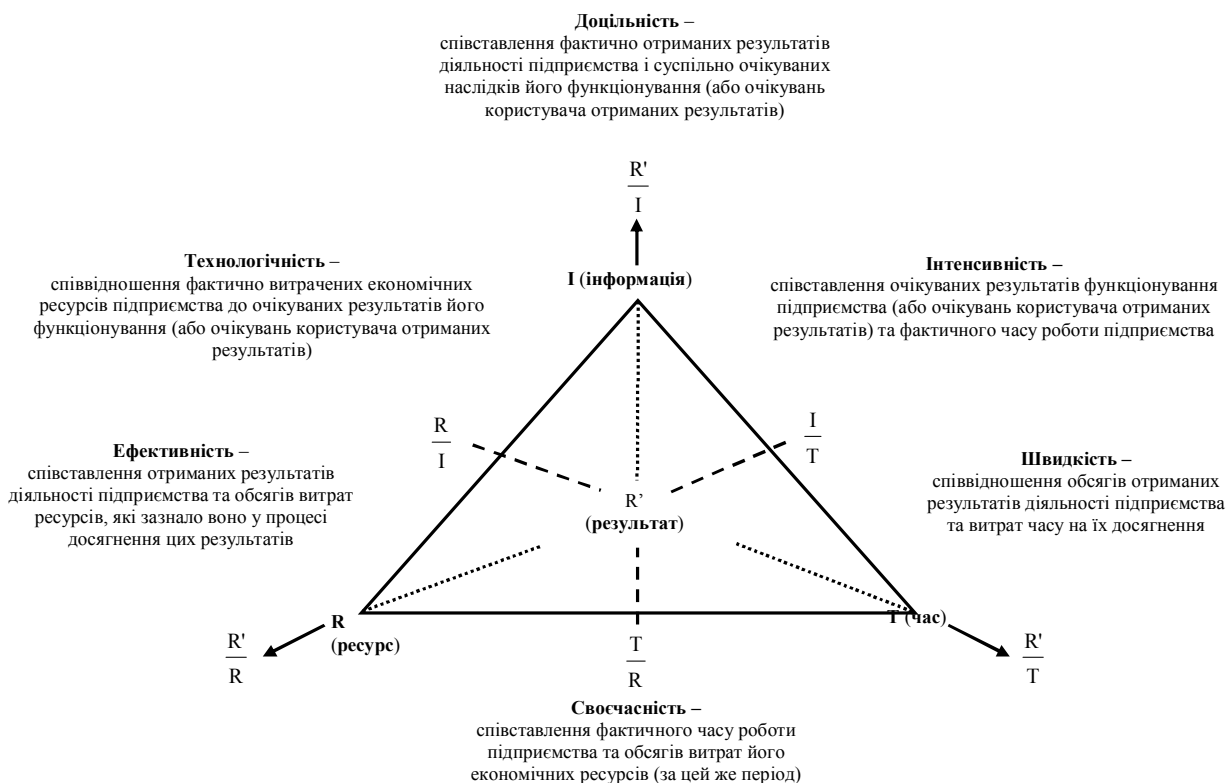 Доцільність –
співставлення фактично отриманих результатів
діяльності підприємства і суспільно очікуваних
наслідків його функціонування (або очікувань
користувача отриманих результатів)
R'
I
I (інформація)
Технологічність –
співвідношення фактично витрачених економічних
ресурсів підприємства до очікуваних результатів його
функціонування (або очікувань користувача отриманих
результатів)
Інтенсивність –
співставлення очікуваних результатів функціонування
підприємства (або очікувань користувача отриманих
результатів) та фактичного часу роботи підприємства
R
I
I
T
Ефективність –
співставлення отриманих результатів
діяльності підприємства та обсягів витрат
ресурсів, які зазнало воно у процесі
досягнення цих результатів
R’
(результат)
Швидкість –
співвідношення обсягів отриманих
результатів діяльності підприємства
та витрат часу на їх досягнення
R
(ресурс)
T (час)
R'
R
T
R
R'
T
Своєчасність –
співставлення фактичного часу роботи
підприємства та обсягів витрат його
економічних ресурсів (за цей же період)